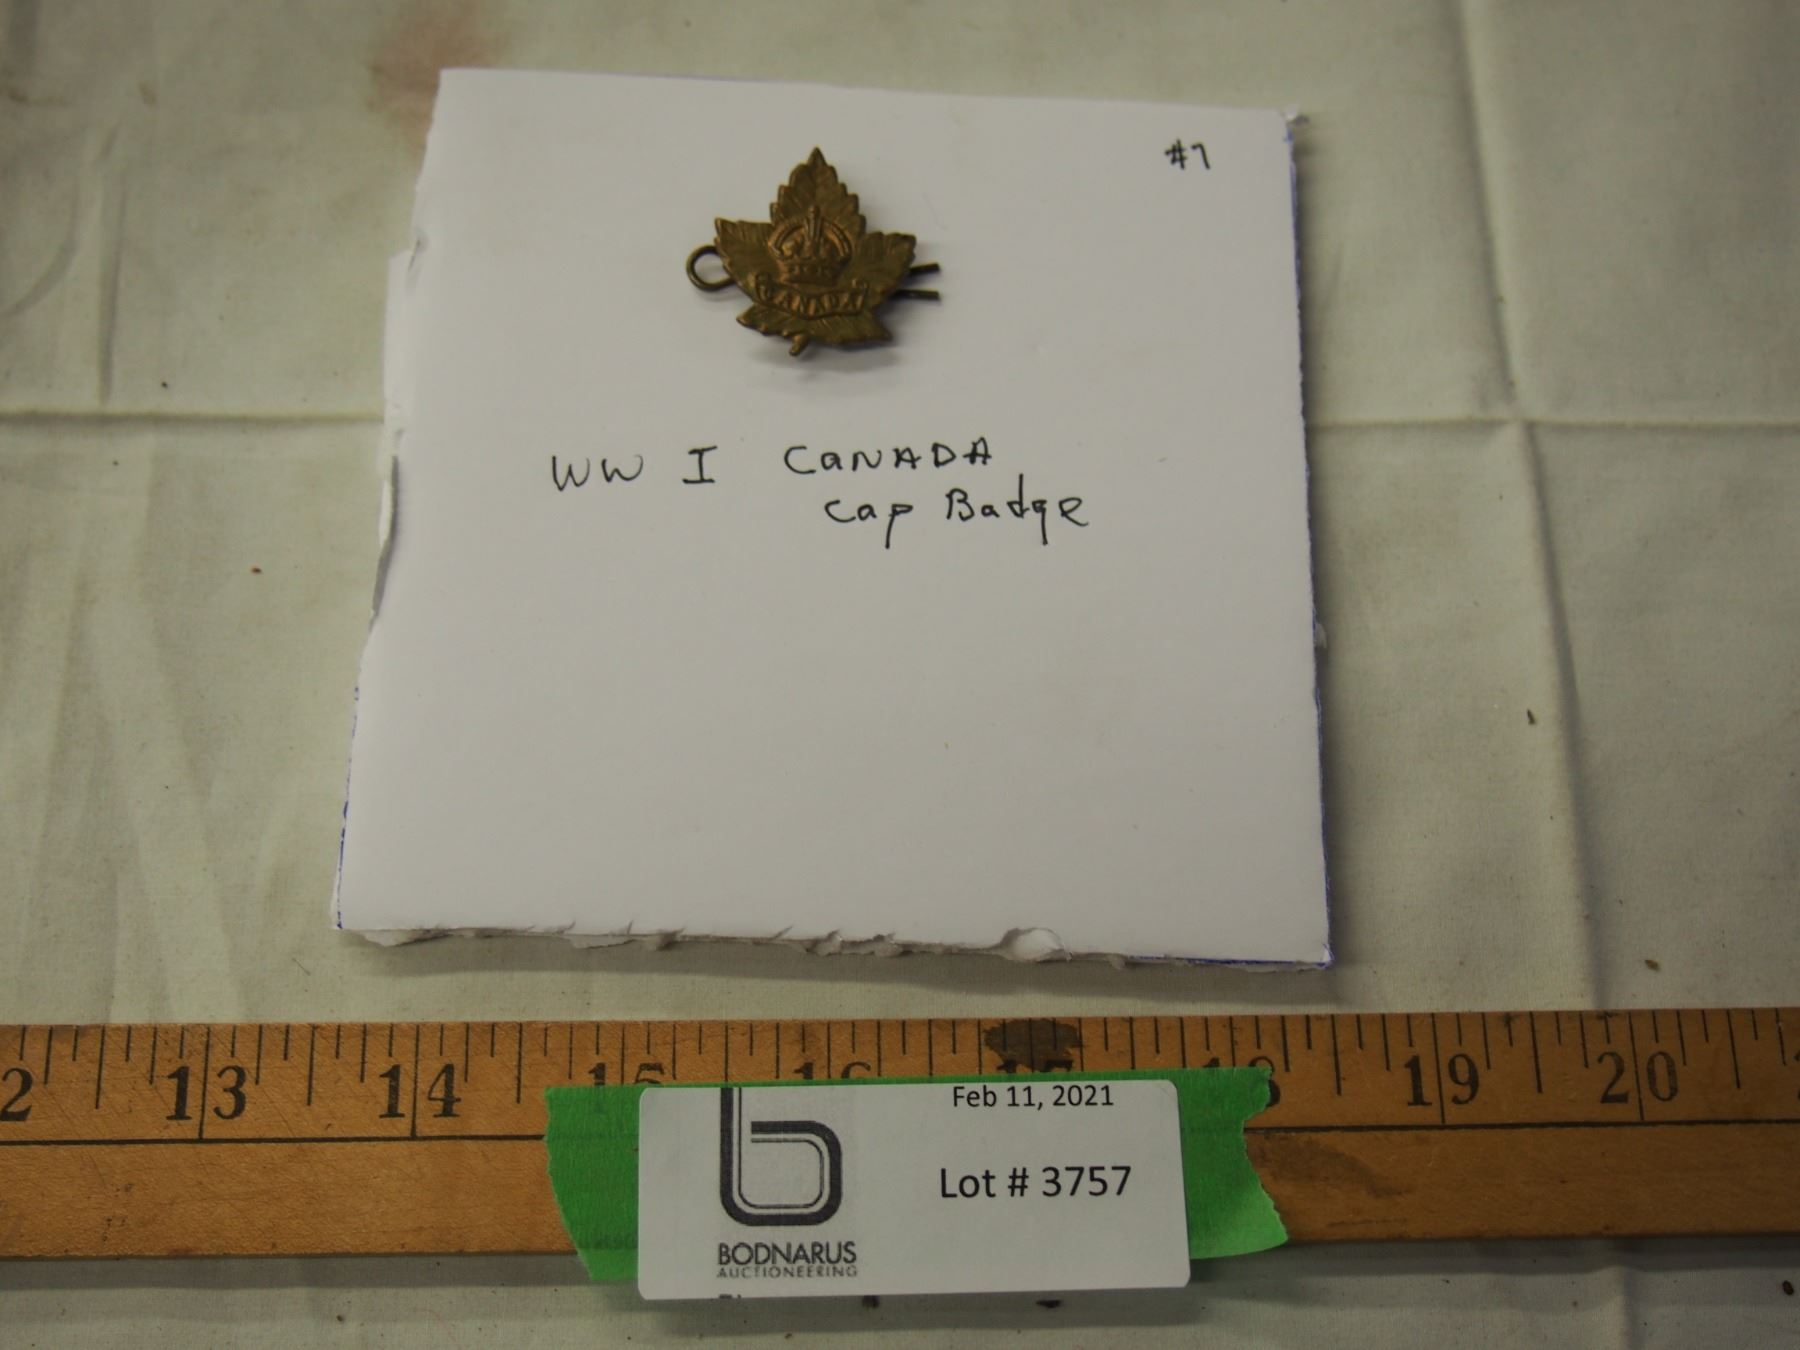 #7
CANADA
WW I CANADA
Cap Badge
2 13 14 15 16 17 18 19 20
Feb 11, 2021
Lot # 3757
BODNARUS
AUCTIONEERING